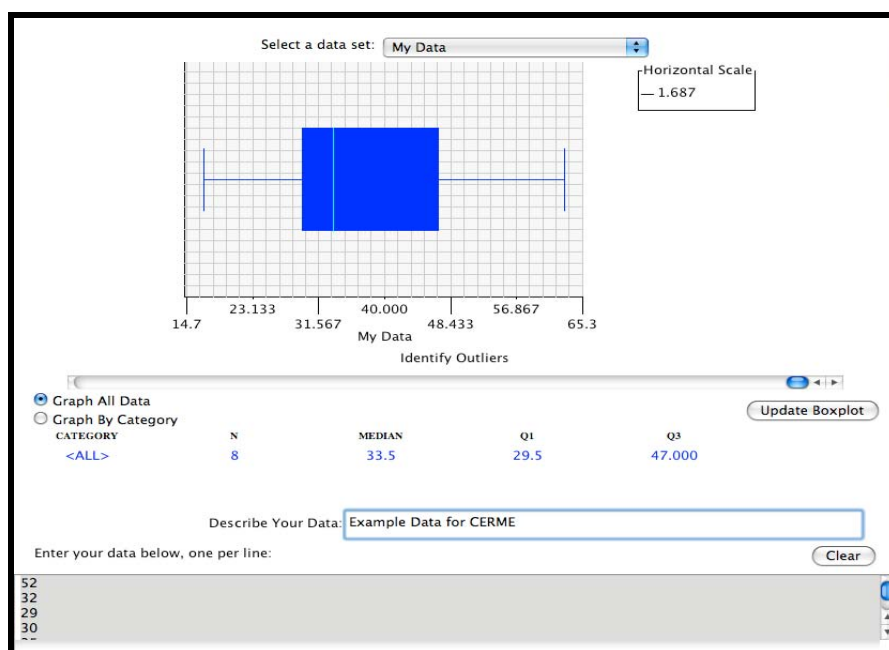 Select a data set: My Data
Horizontal Scale
1.687
23.133 40.000 56.867
14.7 31.567 48.433 65.3
My Data
Identify Outliers
Graph All Data
Graph By Category
Update Boxplot
CATEGORY N MEDIAN Q1 Q3
<ALL> 8 33.5 29.5 47.000
Describe Your Data: Example Data for CERME
Enter your data below, one per line:
Clear
52
32
29
30